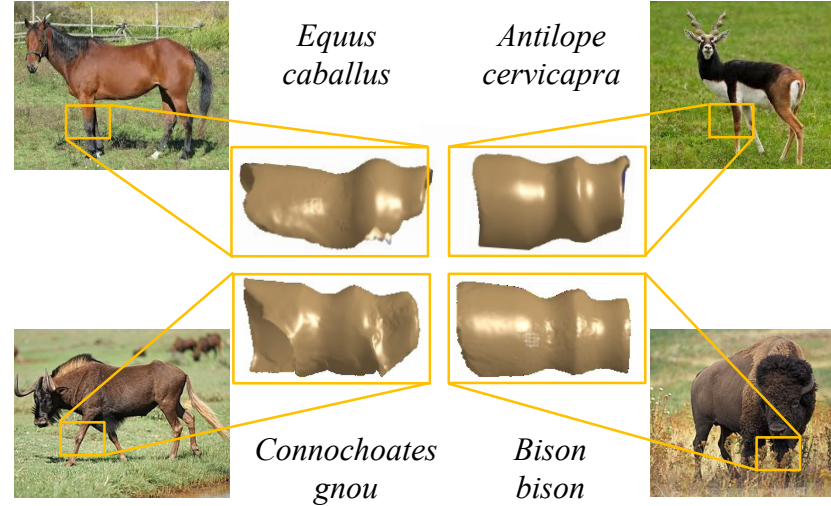 Equus
caballus
Antilope
cervicapra
Connochoates
gnou
Bison
bison